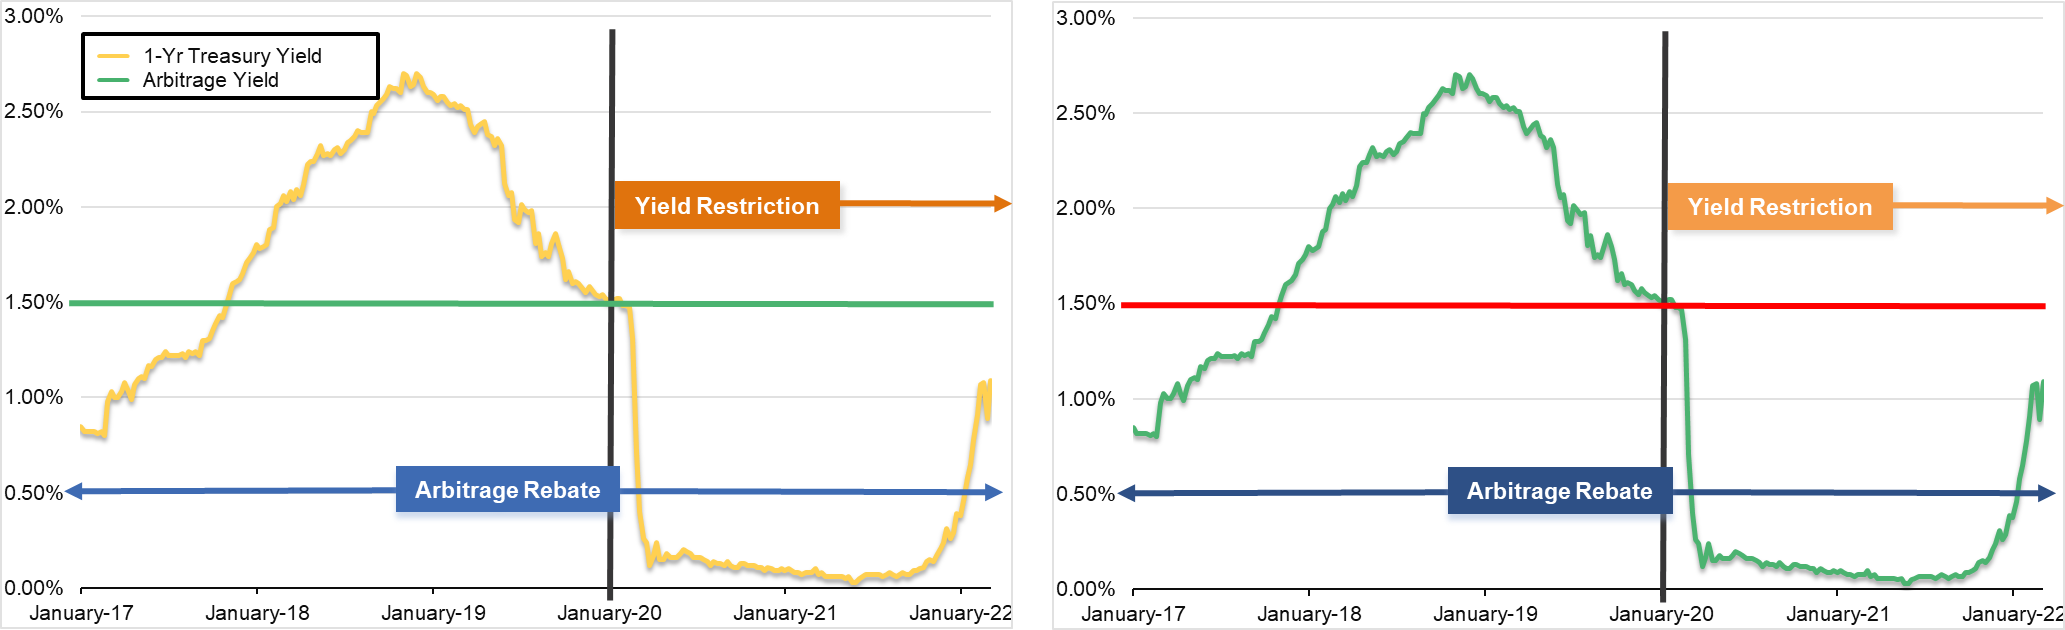 3.00%
1-Yr Treasury Yield
Arbitrage Yield
2.50%
2.00%
Yield Restriction
1.50%
1.00%
0.50%
Arbitrage Rebate
0.00%
January-17 January-18 January-19 January-20 January-21 January-22
3.00%
2.50%
2.00%
Yield Restriction
1.50%
1.00%
0.50%
Arbitrage Rebate
0.00%
January-17 January-18 January-19 January-20 January-21 January-22